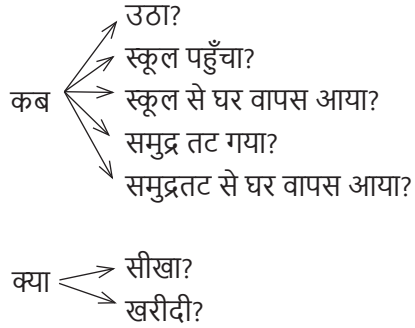 उठा?
स्कूल पहुँचा?
कब स्कूल से घर वापस आया?
समुद्र तट गया?
समुद्रतट से घर वापस आया?
सीखा?
क्या
खरीदी?